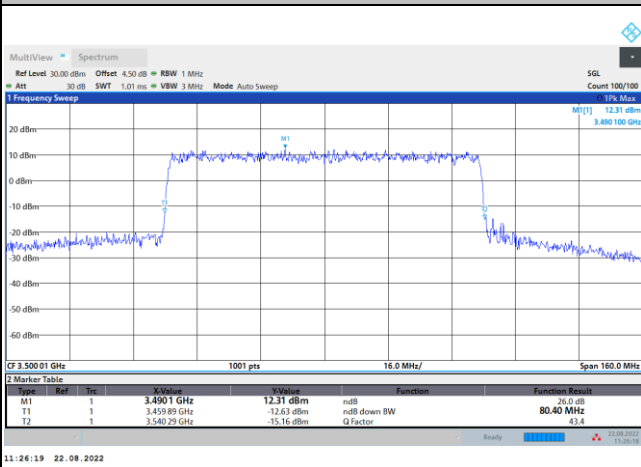 MultiView Spectrum
Ref Level 30.00 dBm Offset 4.50 dB RBW 1 MHz SGL
Att 30 dB SWT 1.01 ms VBW 3 MHz Mode Auto Sweep Count 100/100
1 Frequency Sweep 1Pk Max
M1[1] 12.31 dBm
3.490 100 GHz
M1
20 dBm
10 dBm
0 dBm
-10 dBm
T1
T2
-20 dBm
-30 dBm
-40 dBm
-50 dBm
-60 dBm
CF 3.500 01 GHz 1001 pts 16.0 MHz/ Span 160.0 MHz
2 Marker Table
Type Ref Trc X-Value Y-Value Function Function Result
M1 1 3.4901 GHz 12.31 dBm ndB 26.0 dB
T1 1 3.459 89 GHz -12.63 dBm ndB down BW 80.40 MHz
T2 1 3.540 29 GHz -15.16 dBm Q Factor 43.4
Ready 22.08.2022
11:26:18
11:26:19 22.08.2022